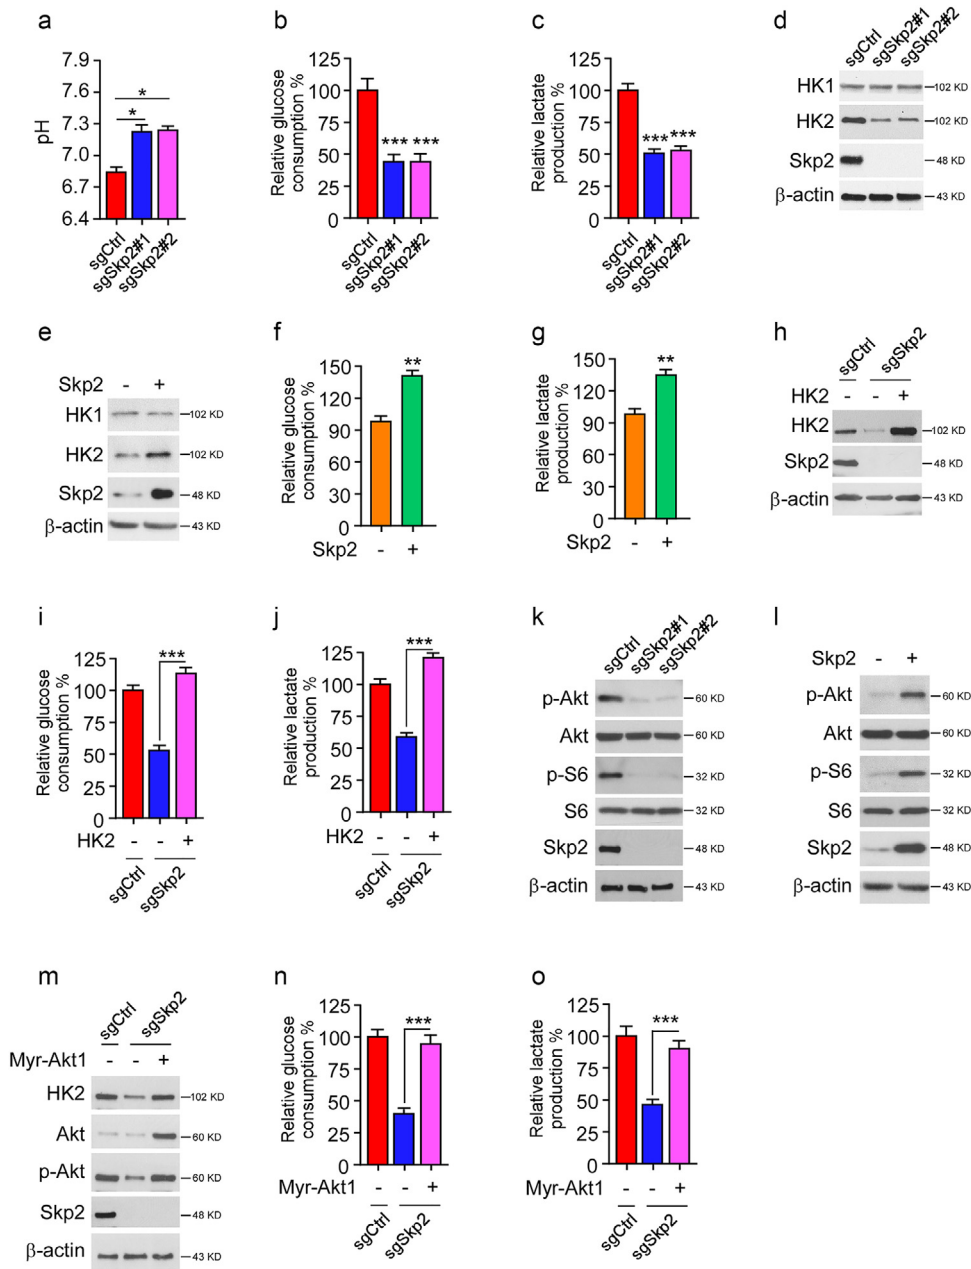 a
7.9
7.6
7.3
7.0
6.7
6.4
pH
*
*
sgCtrl
sgSkp2#1
sgSkp2#2
b
Relative glucose
consumption %
125
100
75
50
25
0
*** ***
sgCtrl
sgSkp2#1
sgSkp2#2
c
Relative lactate
production %
125
100
75
50
25
0
*** ***
sgCtrl
sgSkp2#1
sgSkp2#2
d
sgCtrl
sgSkp2#1
sgSkp2#2
HK1 102 KD
HK2 102 KD
Skp2 48 KD
β-actin 43 KD
e
Skp2 - +
HK1 102 KD
HK2 102 KD
Skp2 48 KD
β-actin 43 KD
f
Relative glucose
consumption %
150
120
90
60
30
0
**
Skp2 - +
g
Relative lactate
production %
150
120
90
60
30
0
**
Skp2 - +
h
sgCtrl
sgSkp2
HK2 - - +
HK2 102 KD
Skp2 48 KD
β-actin 43 KD
i
Relative glucose
consumption %
125
100
75
50
25
0
***
HK2 - - +
sgCtrl
sgSkp2
j
Relative lactate
production %
125
100
75
50
25
0
***
HK2 - - +
sgCtrl
sgSkp2
k
sgCtrl
sgSkp2#1
sgSkp2#2
p-Akt 60 KD
Akt 60 KD
p-S6 32 KD
S6 32 KD
Skp2 48 KD
β-actin 43 KD
l
Skp2 - +
p-Akt 60 KD
Akt 60 KD
p-S6 32 KD
S6 32 KD
Skp2 48 KD
β-actin 43 KD
m
sgCtrl
sgSkp2
Myr-Akt1 - - +
HK2 102 KD
Akt 60 KD
p-Akt 60 KD
Skp2 48 KD
β-actin 43 KD
n
Relative glucose
consumption %
125
100
75
50
25
0
***
Myr-Akt1 - - +
sgCtrl
sgSkp2
o
Relative lactate
production %
125
100
75
50
25
0
***
Myr-Akt1 - - +
sgCtrl
sgSkp2